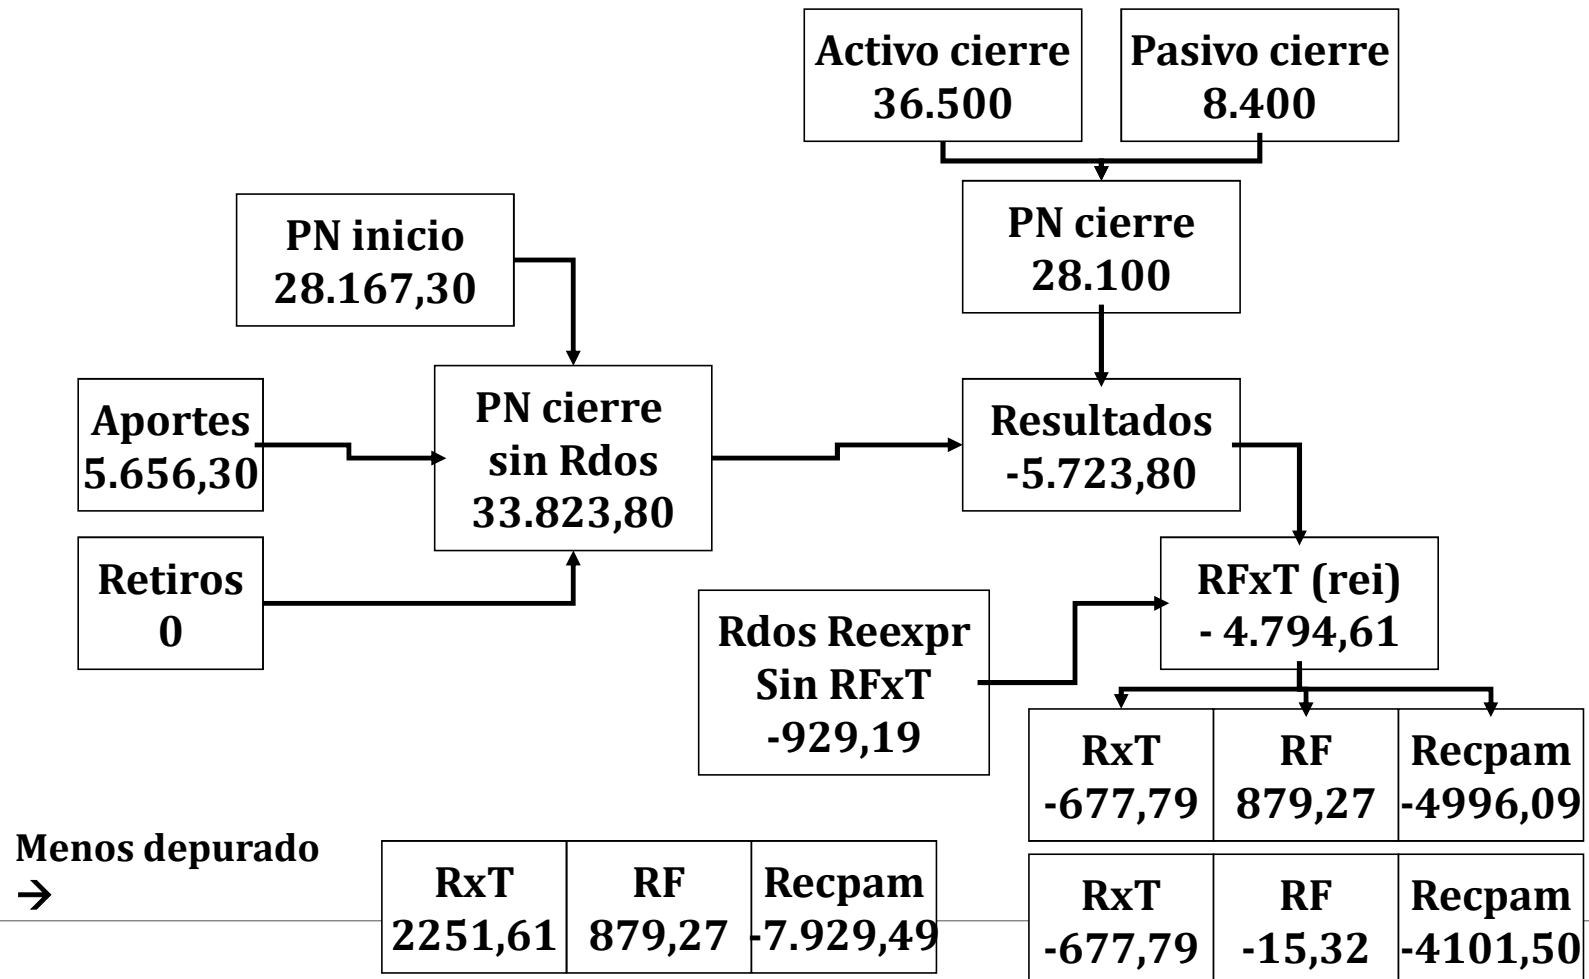 Activo cierre
36.500
Pasivo cierre
8.400
PN inicio
28.167,30
PN cierre
28.100
Aportes
5.656,30
PN cierre
sin Rdos
33.823,80
Resultados
-5.723,80
Retiros
0
Rdos Reexpr
Sin RFxT
-929,19
RFxT (rei)
- 4.794,61
RxT
-677,79
RF
879,27
Recpam
-4996,09
Menos depurado
→
RxT
2251,61
RF
879,27
Recpam
-7.929,49
RxT
-677,79
RF
-15,32
Recpam
-4101,50